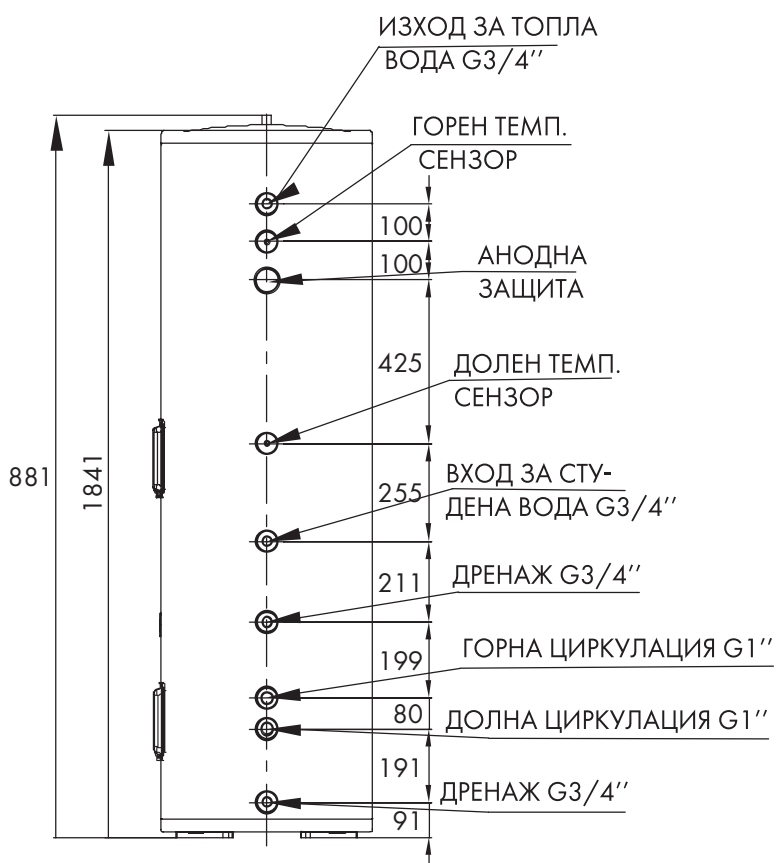 ИЗХОД ЗА ТОПЛА
ВОДА G3/4''
ГОРЕН ТЕМП.
СЕНЗОР
100
100
АНОДНА
ЗАЩИТА
425
ДОЛЕН ТЕМП.
СЕНЗОР
881
1841
ВХОД ЗА СТУ-
255
ДЕНА ВОДА G3/4''
211
ДРЕНАЖ G3/4''
199
ГОРНА ЦИРКУЛАЦИЯ G1''
80
ДОЛНА ЦИРКУЛАЦИЯ G1''
191
ДРЕНАЖ G3/4''
91